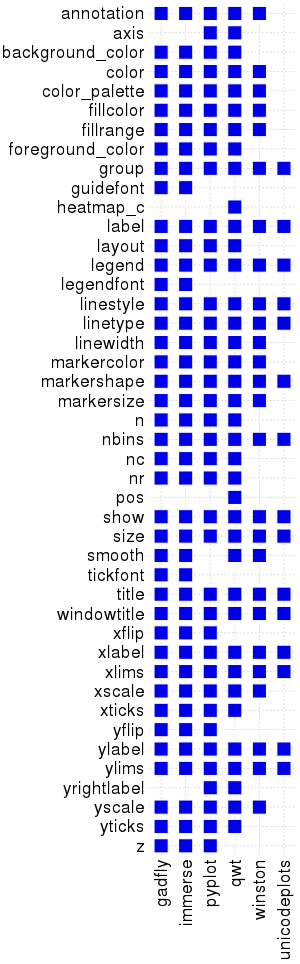 annotation
axis
background_color
color
color_palette
fillcolor
fillrange
foreground_color
group
guidefont
heatmap_c
label
layout
legend
legendfont
linestyle
linetype
linewidth
markercolor
markershape
markersize
n
nbins
nc
nr
pos
show
size
smooth
tickfont
title
windowtitle
xflip
xlabel
xlims
xscale
xticks
yflip
ylabel
ylims
yrightlabel
yscale
yticks
z
gadfly
immerse
pyplot
qwt
winston
unicodeplots